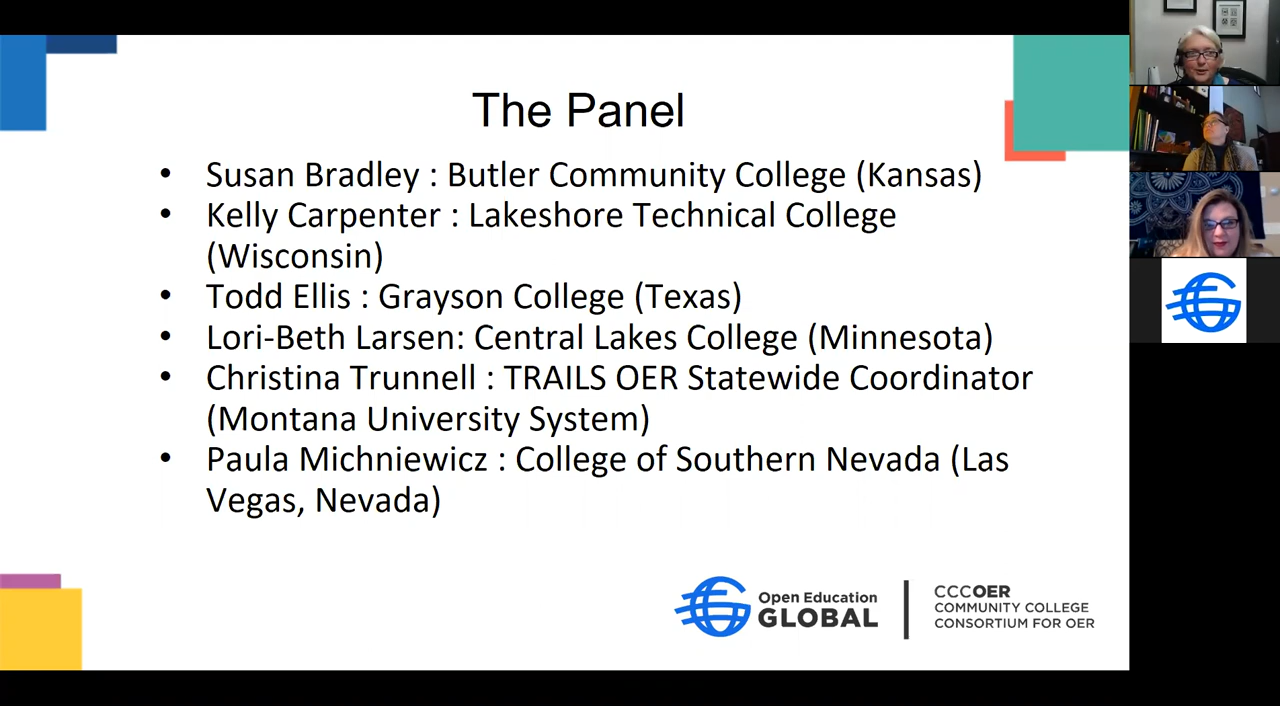 The Panel
• Susan Bradley : Butler Community College (Kansas)
• Kelly Carpenter : Lakeshore Technical College
(Wisconsin)
• Todd Ellis : Grayson College (Texas)
• Lori-Beth Larsen: Central Lakes College (Minnesota)
• Christina Trunnell : TRAILS OER Statewide Coordinator
(Montana University System)
• Paula Michniewicz : College of Southern Nevada (Las
Vegas, Nevada)
Open Education
GLOBAL
CCCOER
COMMUNITY COLLEGE
CONSORTIUM FOR OER